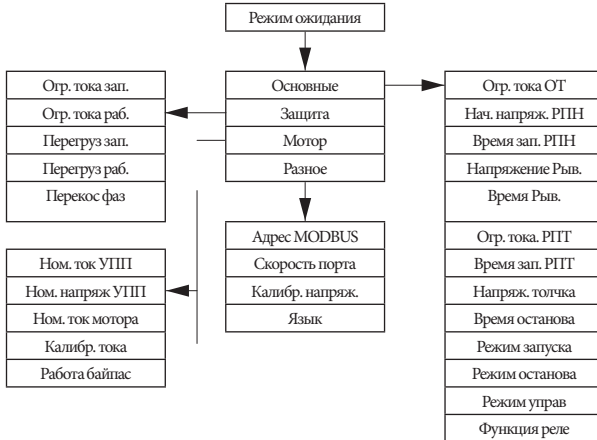 Режим ожидания
Основные
Защита
Мотор
Разное
Огр. тока зап.
Огр. тока раб.
Перегруз зап.
Перегруз раб.
Перекос фаз
Ном. ток УПП
Ном. напряж УПП
Ном. ток мотора
Калибр. тока
Работа байпас
Адрес MODBUS
Скорость порта
Калибр. напряж.
Язык
Огр. тока ОТ
Нач. напряж. РПН
Время зап. РПН
Напряжение Рыв.
Время Рыв.
Огр. тока. РПТ
Время зап. РПТ
Напряж. толчка
Время останова
Режим запуска
Режим останова
Режим управ
Функция реле